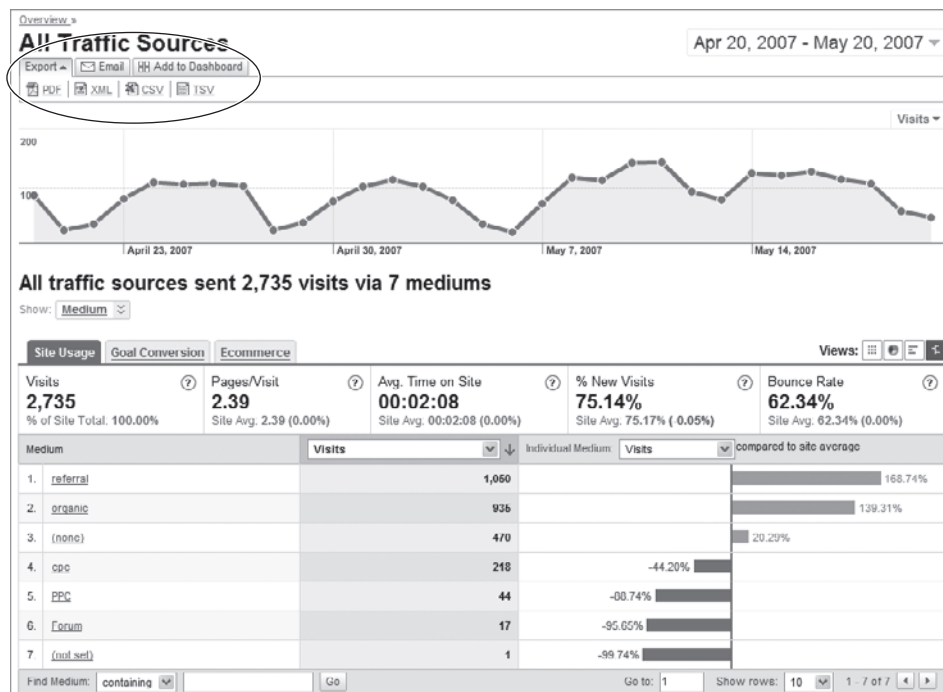 Overview »
All Traffic Sources
Apr 20, 2007 - May 20, 2007
Export Email Add to Dashboard
PDF XML CSV TSV
Visits
200
100
April 23, 2007 April 30, 2007 May 7, 2007 May 14, 2007
All traffic sources sent 2,735 visits via 7 mediums
Show: Medium
Site Usage Goal Conversion Ecommerce Views:
Visits Pages/Visit Avg. Time on Site % New Visits Bounce Rate
2,735 2.39 00:02:08 75.14% 62.34%
% of Site Total: 100.00% Site Avg. 2.39 (0.00%) Site Avg. 00:02:08 (0.00%) Site Avg. 75.17% (-0.05%) Site Avg. 62.34% (0.00%)
Medium Visits Individual Medium: Visits compared to site average
1. referral 1,050 168.74%
2. organic 935 139.31%
3. (none) 470 20.29%
4. cpc 218 -44.20%
5. PPC 44 -88.74%
6. Forum 17 -95.65%
7. (not set) 1 -99.74%
Find Medium: containing Go Go to: 1 Show rows: 10 1 - 7 of 7